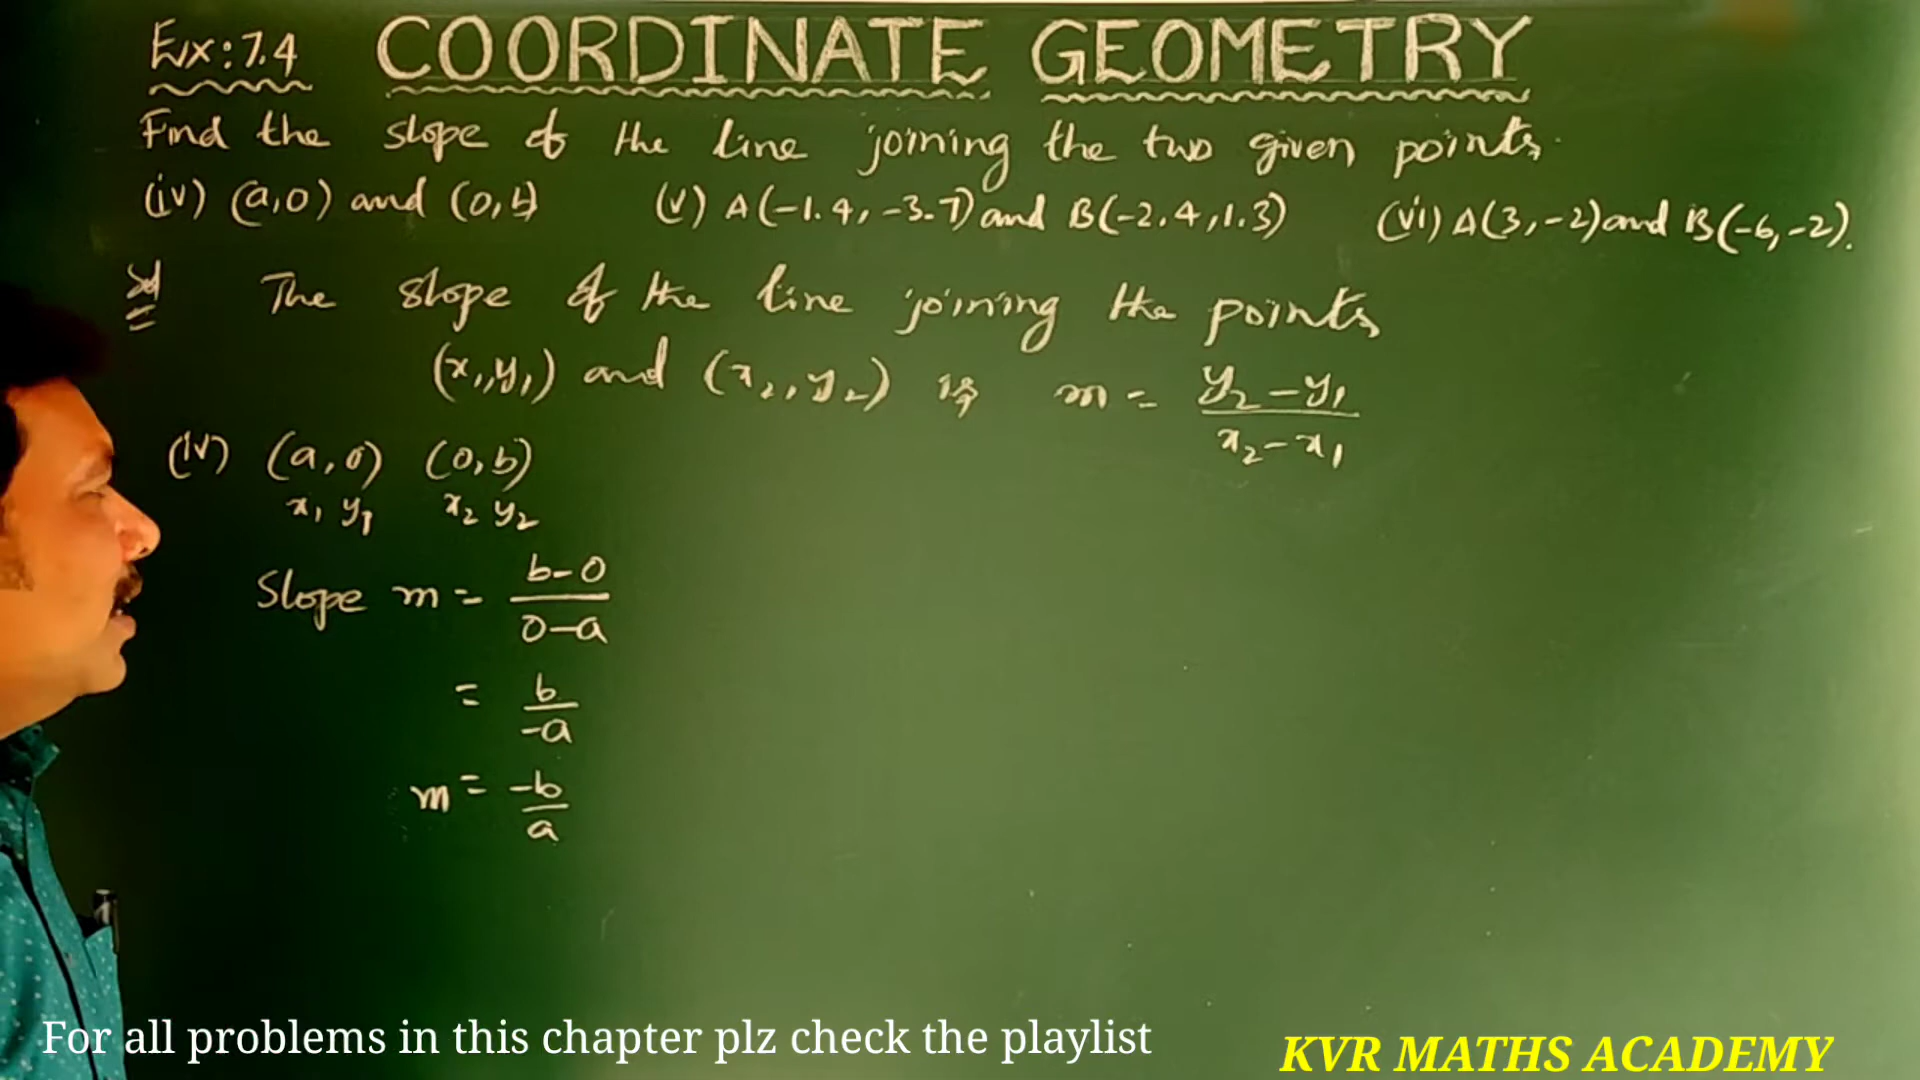 Ex:7.4 COORDINATE GEOMETRY
Find the slope of the line joining the two given points.
(iv) (a,0) and (0,b) (v) A(-1.4, -3.7) and B(-2.4, 1.3) (vi) A(3, -2) and B(-6, -2).
Sol The slope of the line joining the points
(x₁, y₁) and (x₂, y₂) is m = y₂ - y₁ / x₂ - x₁
(iv) (a, 0) (0, b)
x₁ y₁ x₂ y₂
Slope m = b-0 / 0-a
= b / -a
m = -b / a
For all problems in this chapter plz check the playlist
KVR MATHS ACADEMY